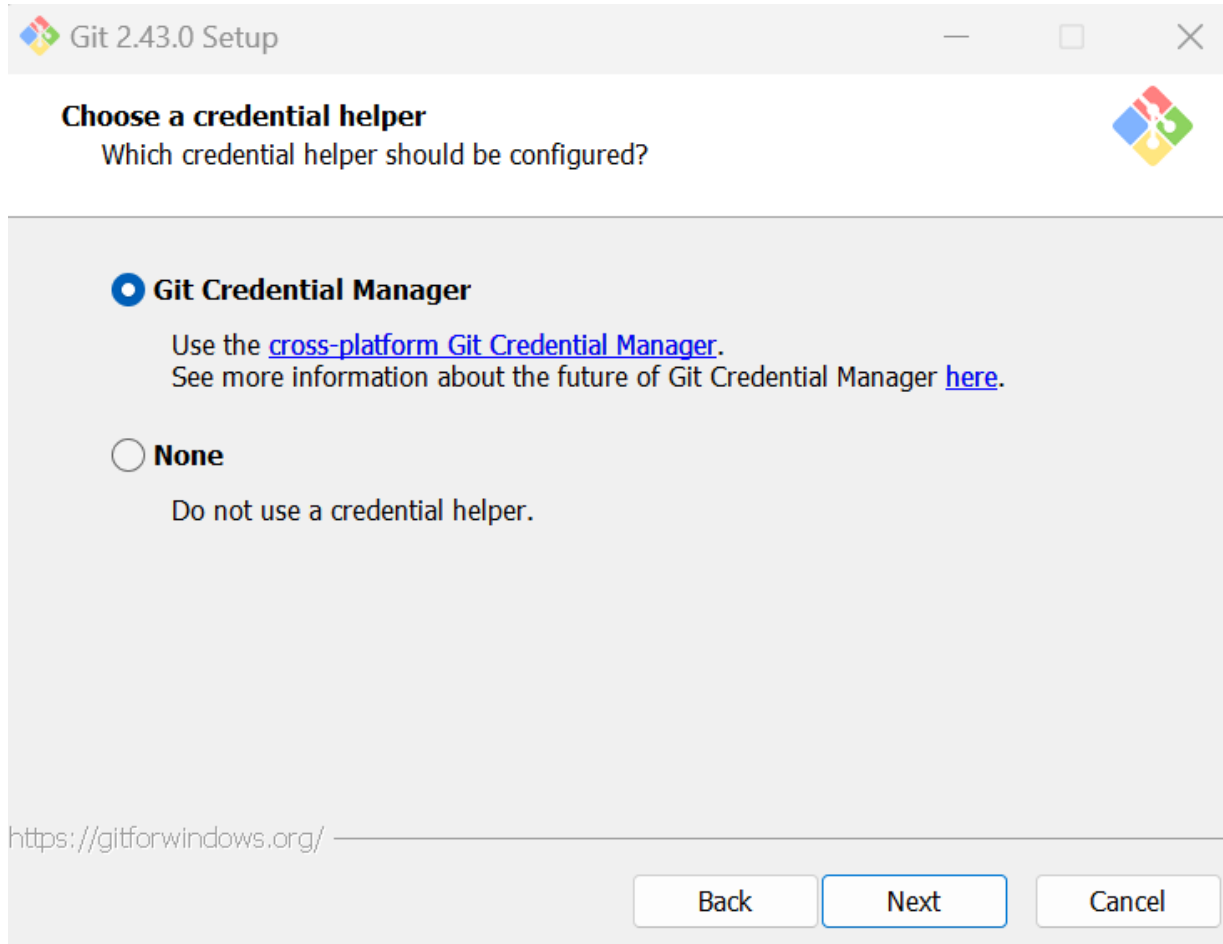 Git 2.43.0 Setup
Choose a credential helper
Which credential helper should be configured?
Git Credential Manager
Use the cross-platform Git Credential Manager.
See more information about the future of Git Credential Manager here.
None
Do not use a credential helper.
https://gitforwindows.org/
Back Next Cancel